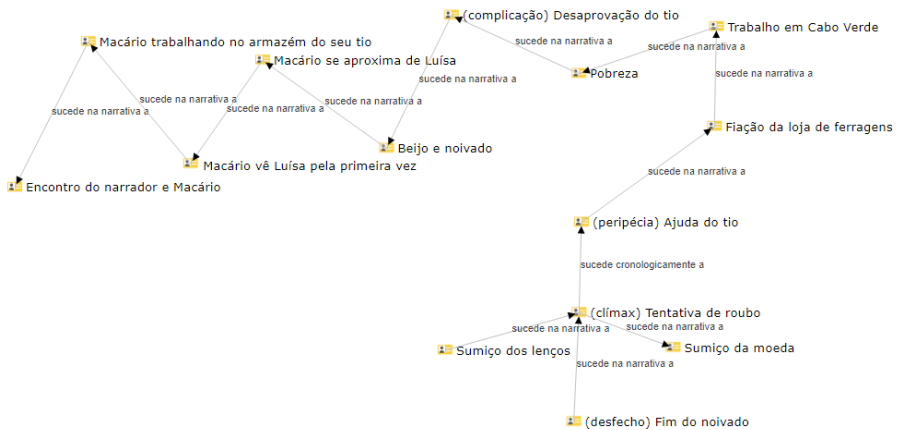 (complicação) Desaprovação do tio
Trabalho em Cabo Verde
Macário trabalhando no armazém do seu tio
sucede na narrativa a
sucede na narrativa a
Macário se aproxima de Luísa
Pobreza
sucede na narrativa a
sucede na narrativa a
sucede na narrativa a
sucede na narrativa a
sucede na narrativa a
sucede na narrativa a
Fiação da loja de ferragens
Beijo e noivado
Macário vê Luísa pela primeira vez
sucede na narrativa a
Encontro do narrador e Macário
(peripécia) Ajuda do tio
sucede cronologicamente a
(clímax) Tentativa de roubo
sucede na narrativa a
sucede na narrativa a
Sumiço dos lenços
Sumiço da moeda
sucede na narrativa a
(desfecho) Fim do noivado